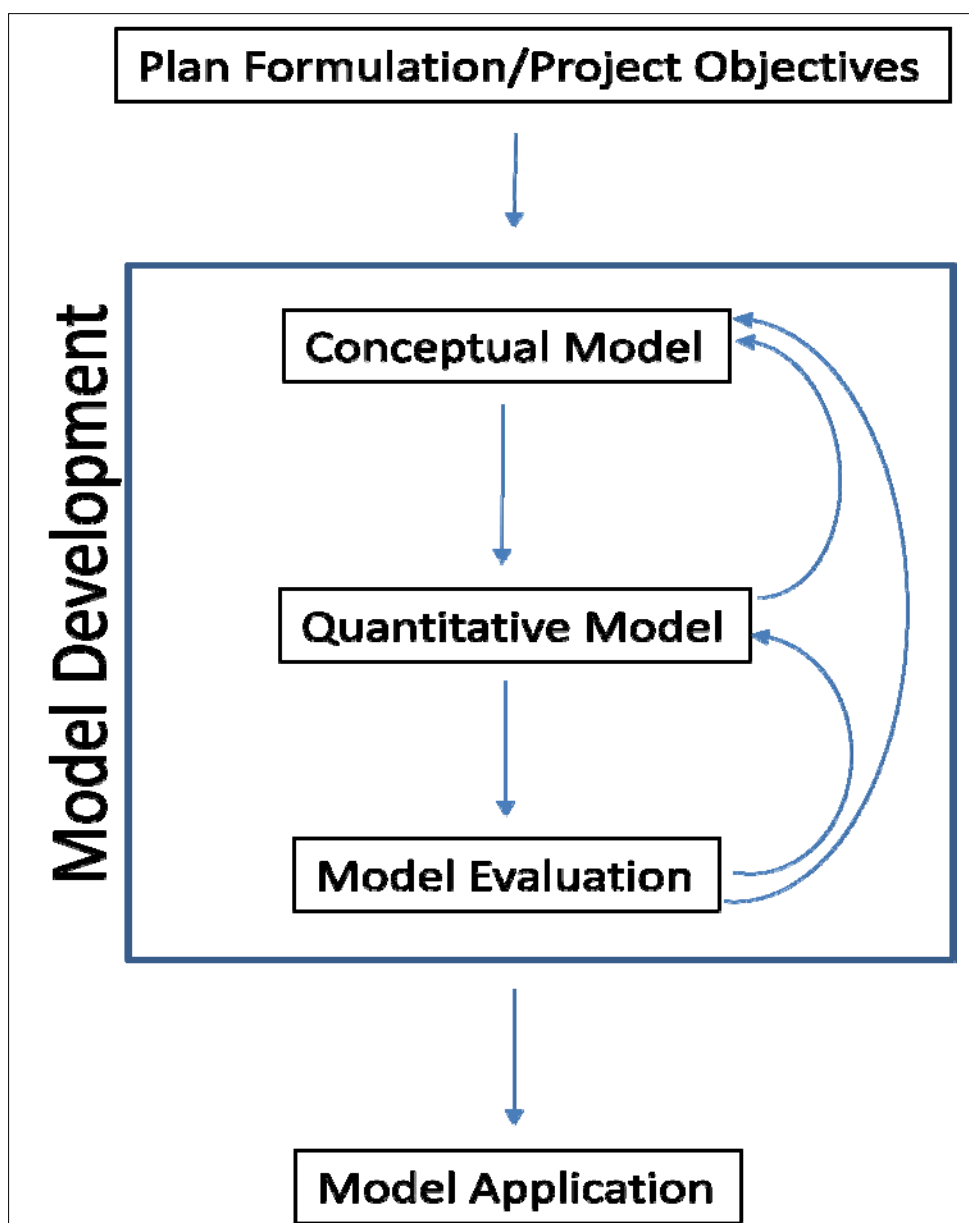 Plan Formulation/Project Objectives
Model Development
Conceptual Model
Quantitative Model
Model Evaluation
Model Application